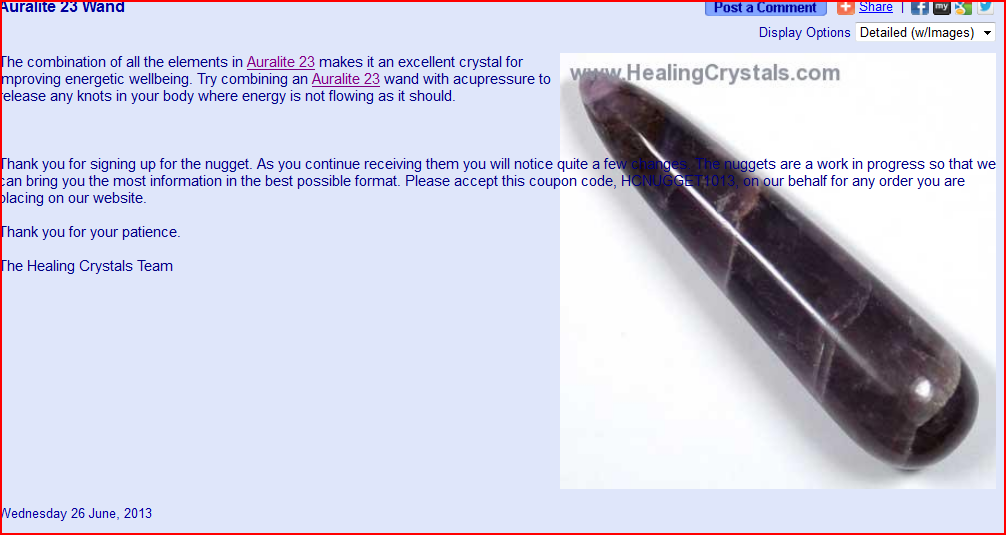 Auralite 23 Wand
Post a Comment Share | my
Display Options Detailed (w/Images)
www.HealingCrystals.com
The combination of all the elements in Auralite 23 makes it an excellent crystal for
improving energetic wellbeing. Try combining an Auralite 23 wand with acupressure to
release any knots in your body where energy is not flowing as it should.
Thank you for signing up for the nugget. As you continue receiving them you will notice quite a few changes. The nuggets are a work in progress so that we
can bring you the most information in the best possible format. Please accept this coupon code, HCNUGGET1013, on our behalf for any order you are
placing on our website.
Thank you for your patience.
The Healing Crystals Team
Wednesday 26 June, 2013